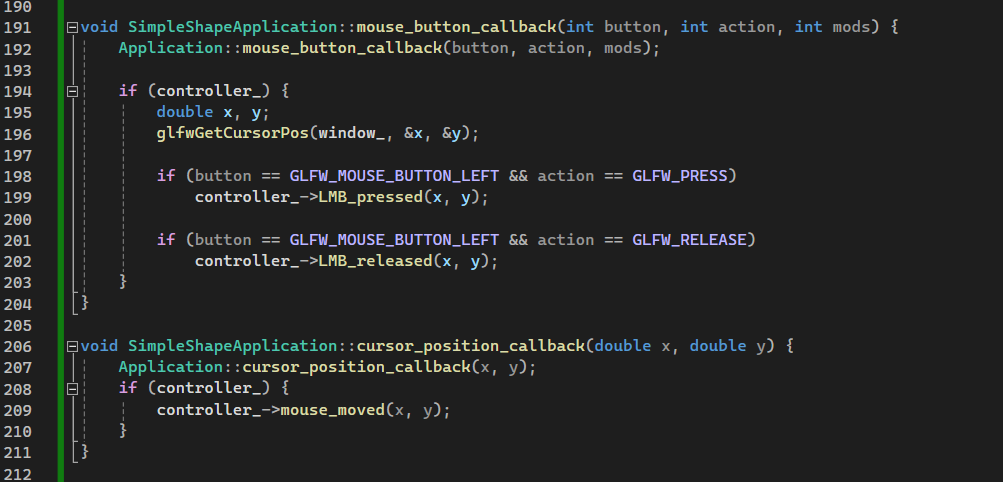 190
191 void SimpleShapeApplication::mouse_button_callback(int button, int action, int mods) {
192     Application::mouse_button_callback(button, action, mods);
193
194     if (controller_) {
195         double x, y;
196         glfwGetCursorPos(window_, &x, &y);
197
198         if (button == GLFW_MOUSE_BUTTON_LEFT && action == GLFW_PRESS)
199             controller_->LMB_pressed(x, y);
200
201         if (button == GLFW_MOUSE_BUTTON_LEFT && action == GLFW_RELEASE)
202             controller_->LMB_released(x, y);
203     }
204 }
205
206 void SimpleShapeApplication::cursor_position_callback(double x, double y) {
207     Application::cursor_position_callback(x, y);
208     if (controller_) {
209         controller_->mouse_moved(x, y);
210     }
211 }
212